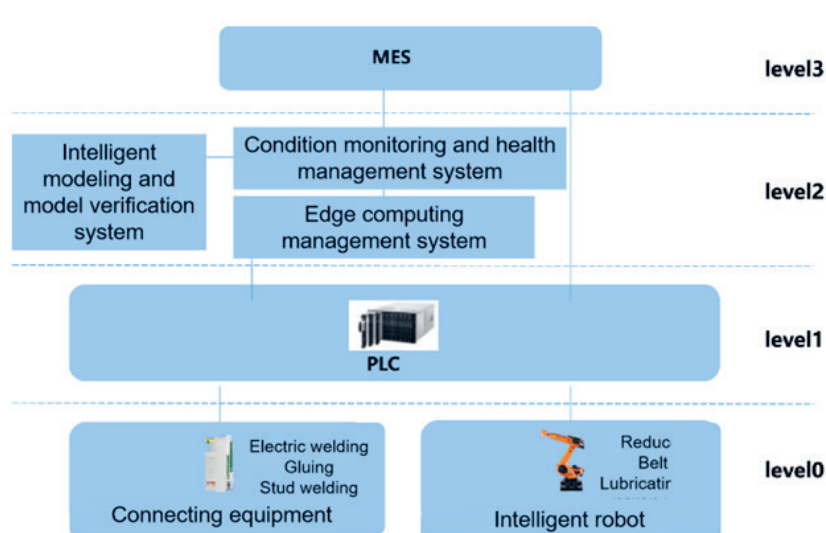 MES
level3
Intelligent
modeling and
model verification
system
Condition monitoring and health
management system
Edge computing
management system
level2
PLC
level1
Electric welding
Gluing
Stud welding
Connecting equipment
Reduc
Belt
Lubricatir
Intelligent robot
level0